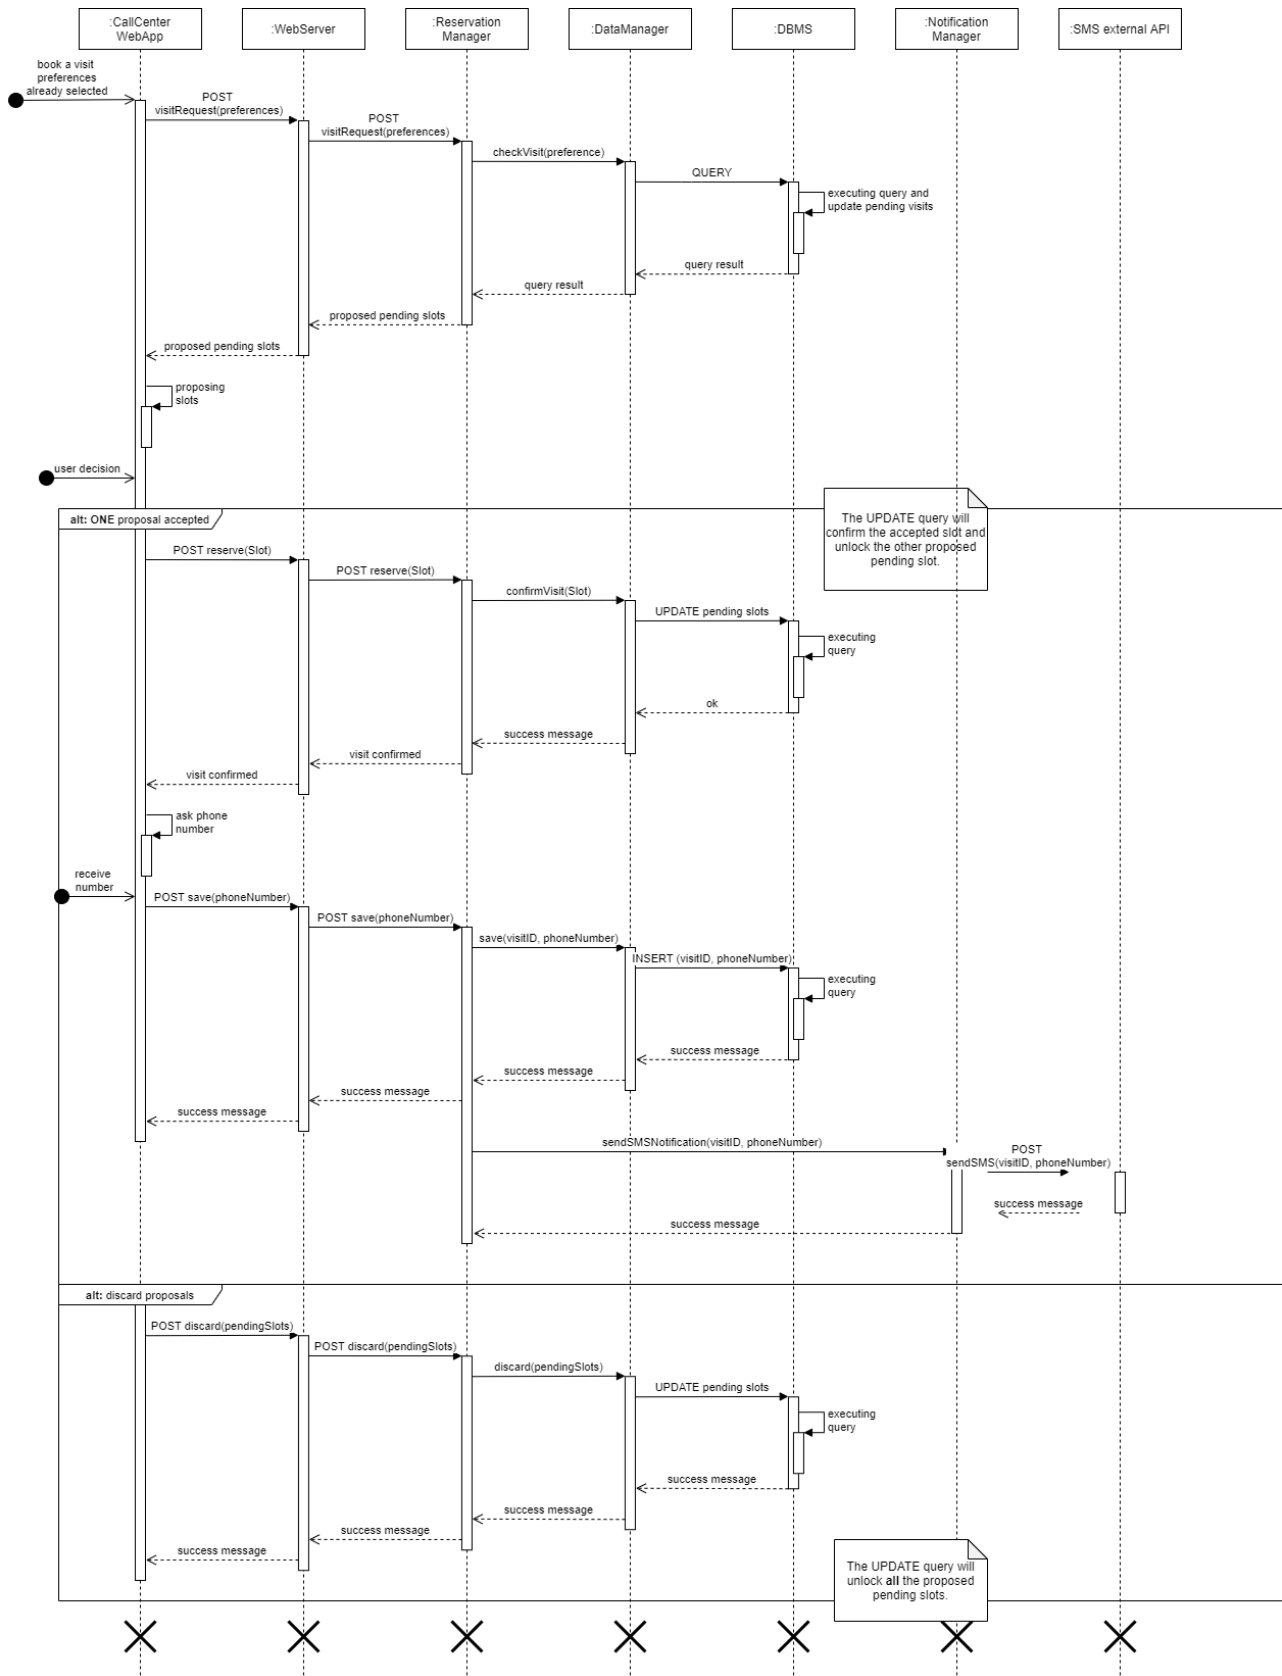 :CallCenter
WebApp
:WebServer
:Reservation
Manager
:DataManager
:DBMS
:Notification
Manager
:SMS external API
book a visit
preferences
already selected
POST
visitRequest(preferences)
POST
visitRequest(preferences)
checkVisit(preference)
QUERY
executing query and
update pending visits
query result
query result
proposed pending slots
proposed pending slots
proposing
slots
user decision
alt: ONE proposal accepted
The UPDATE query will
confirm the accepted slot and
unlock the other proposed
pending slot.
POST reserve(Slot)
POST reserve(Slot)
confirmVisit(Slot)
UPDATE pending slots
executing
query
ok
success message
visit confirmed
visit confirmed
ask phone
number
receive
number
POST save(phoneNumber)
POST save(phoneNumber)
save(visitID, phoneNumber)
INSERT (visitID, phoneNumber)
executing
query
success message
success message
success message
success message
sendSMSNotification(visitID, phoneNumber)
POST
sendSMS(visitID, phoneNumber)
success message
success message
alt: discard proposals
POST discard(pendingSlots)
POST discard(pendingSlots)
discard(pendingSlots)
UPDATE pending slots
executing
query
success message
success message
success message
success message
The UPDATE query will
unlock all the proposed
pending slots.